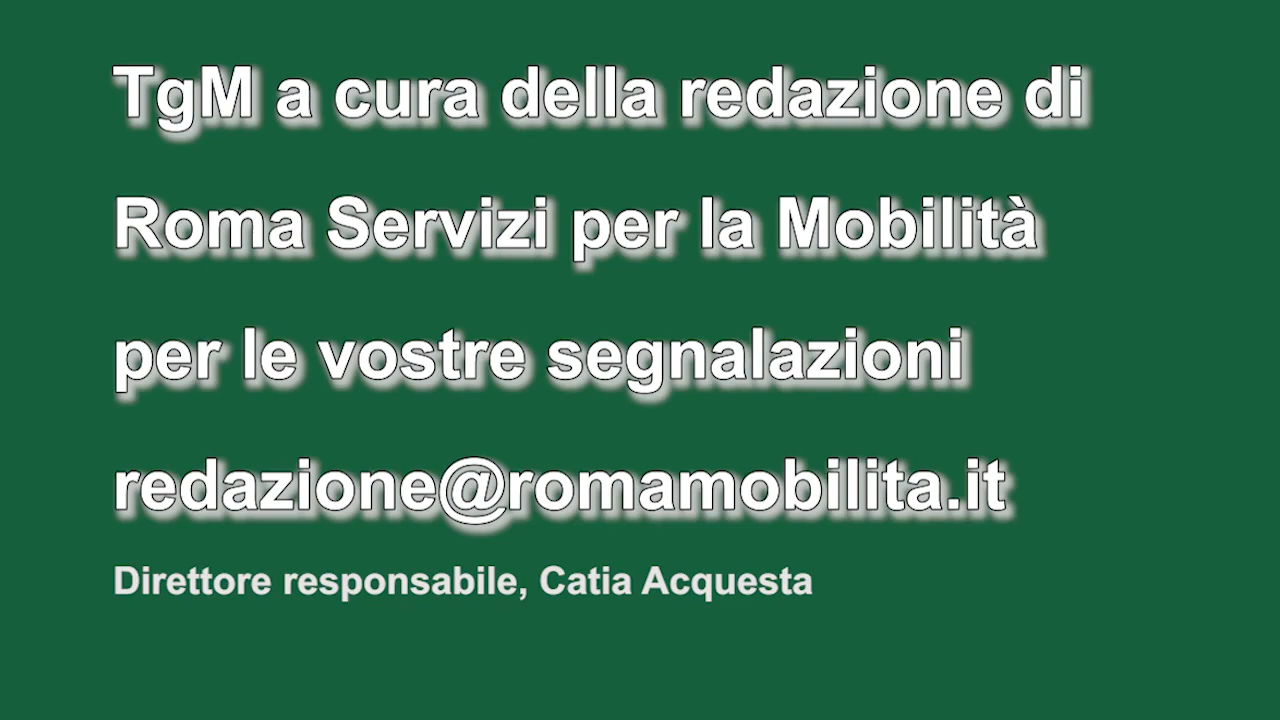 TgM a cura della redazione di
Roma Servizi per la Mobilità
per le vostre segnalazioni
redazione@romamobilita.it
Direttore responsabile, Catia Acquesta